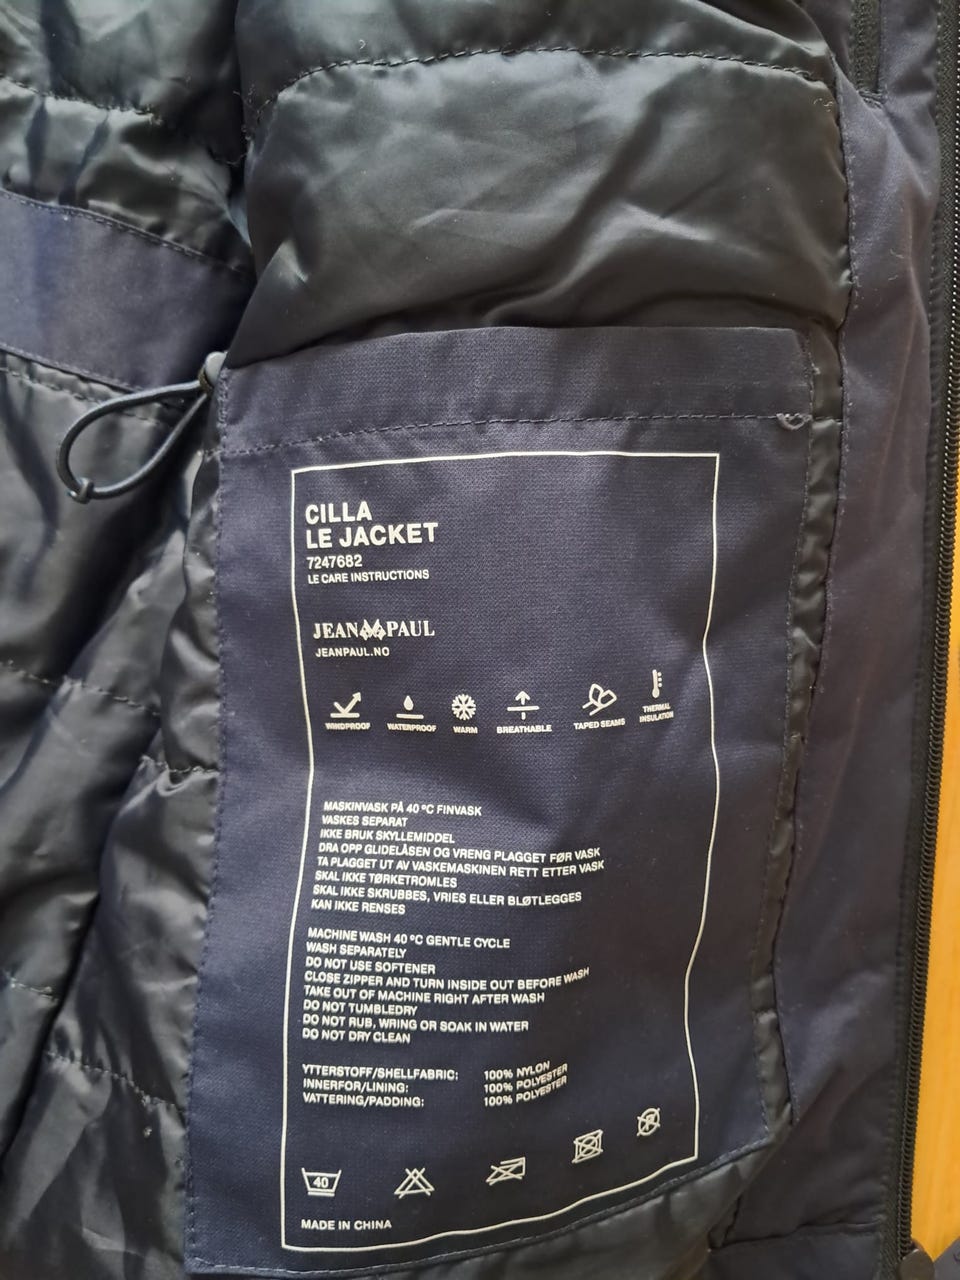 CILLA
LE JACKET
7247682
LE CARE INSTRUCTIONS
JEAN PAUL
JEANPAUL.NO
WINDPROOF WATERPROOF WARM BREATHABLE TAPED SEAMS THERMAL INSULATION
MASKINVASK PÅ 40 ºC FINVASK
VASKES SEPARAT
IKKE BRUK SKYLLEMIDDEL
DRA OPP GLIDELÅSEN OG VRENG PLAGGET FØR VASK
TA PLAGGET UT AV VASKEMASKINEN RETT ETTER VASK
SKAL IKKE TØRKETROMLES
SKAL IKKE SKRUBBES, VRIES ELLER BLØTLEGGES
KAN IKKE RENSES
MACHINE WASH 40 ºC GENTLE CYCLE
WASH SEPARATELY
DO NOT USE SOFTENER
CLOSE ZIPPER AND TURN INSIDE OUT BEFORE WASH
TAKE OUT OF MACHINE RIGHT AFTER WASH
DO NOT TUMBLEDRY
DO NOT RUB, WRING OR SOAK IN WATER
DO NOT DRY CLEAN
YTTERSTOFF/SHELLFABRIC: 100% NYLON
INNERFOR/LINING: 100% POLYESTER
VATTERING/PADDING: 100% POLYESTER
40 P
MADE IN CHINA